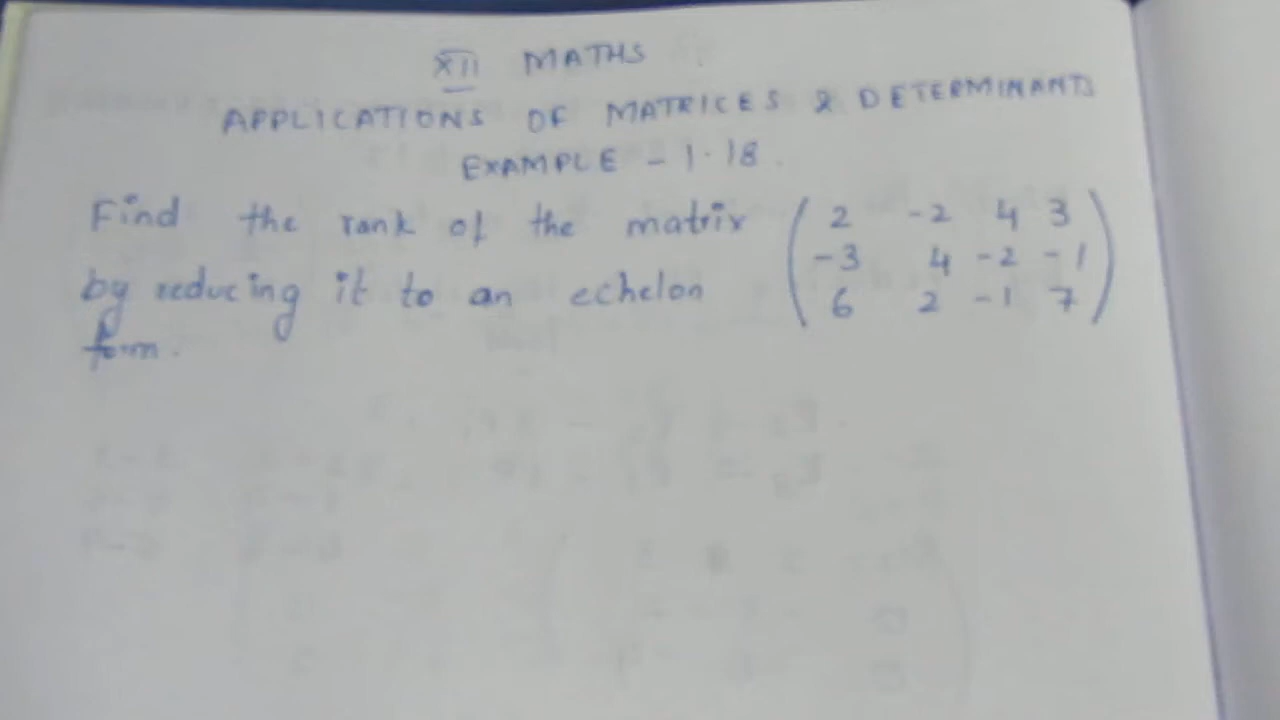 XII MATHS
APPLICATIONS OF MATRICES & DETERMINANTS
EXAMPLE - 1.18.
Find the rank of the matrix
by reducing it to an echelon
form.
2 -2 4 3
-3 4 -2 -1
6 2 -1 7